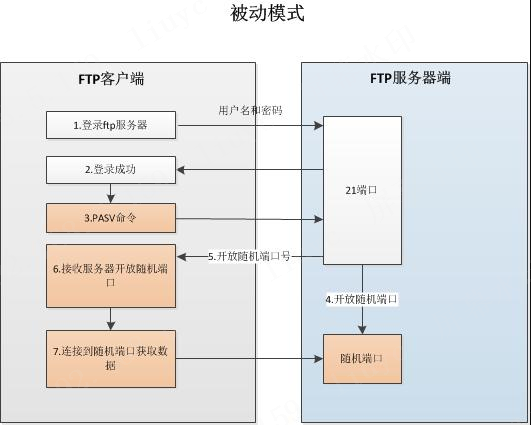 被动模式
FTP客户端
FTP服务器端
用户名和密码
1.登录ftp服务器
2.登录成功
21端口
3.PASV命令
5.开放随机端口号
6.接收服务器开放随机端
口
4.开放随机端口
7.连接到随机端口获取数
据
随机端口